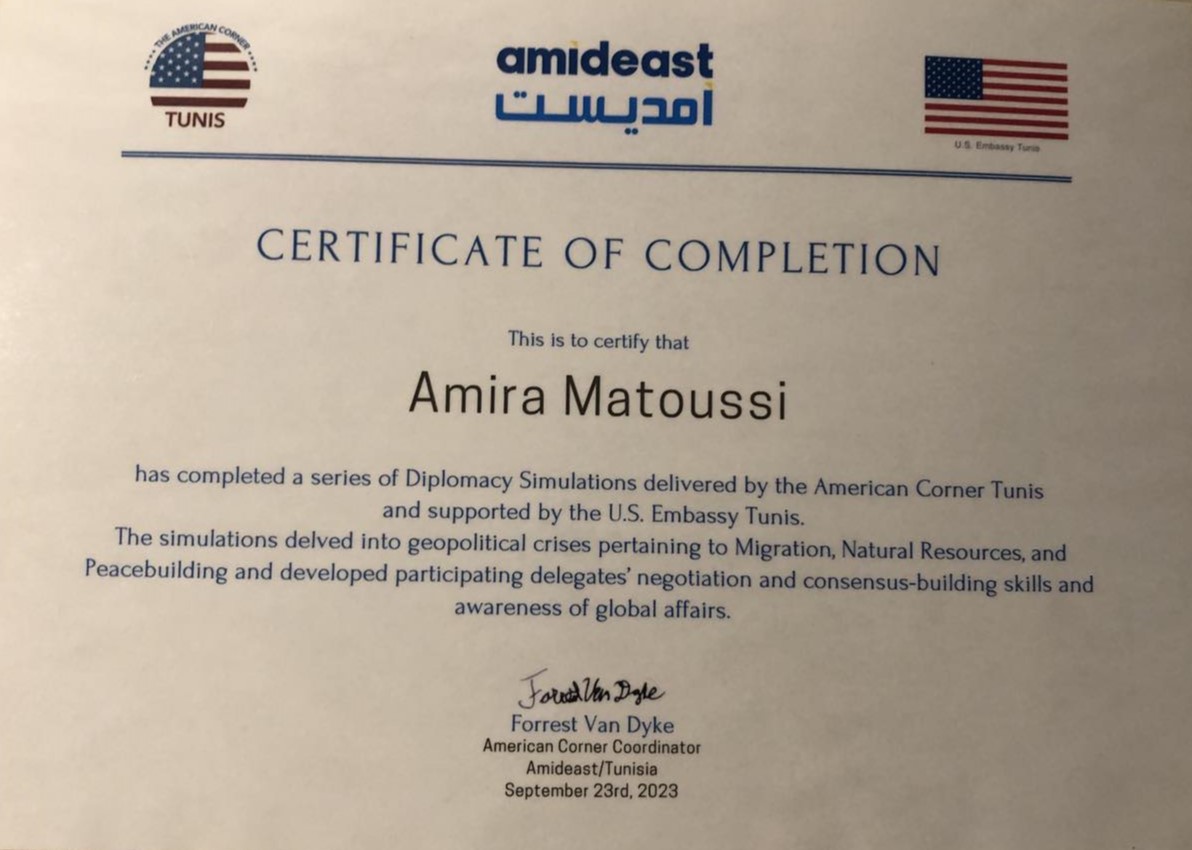 THE AMERICAN CORNER
TUNIS
amideast
امديست
U.S. Embassy Tunis
CERTIFICATE OF COMPLETION
This is to certify that
Amira Matoussi
has completed a series of Diplomacy Simulations delivered by the American Corner Tunis
and supported by the U.S. Embassy Tunis.
The simulations delved into geopolitical crises pertaining to Migration, Natural Resources, and
Peacebuilding and developed participating delegates' negotiation and consensus-building skills and
awareness of global affairs.
Forrest Van Dyke
Forrest Van Dyke
American Corner Coordinator
Amideast/Tunisia
September 23rd, 2023